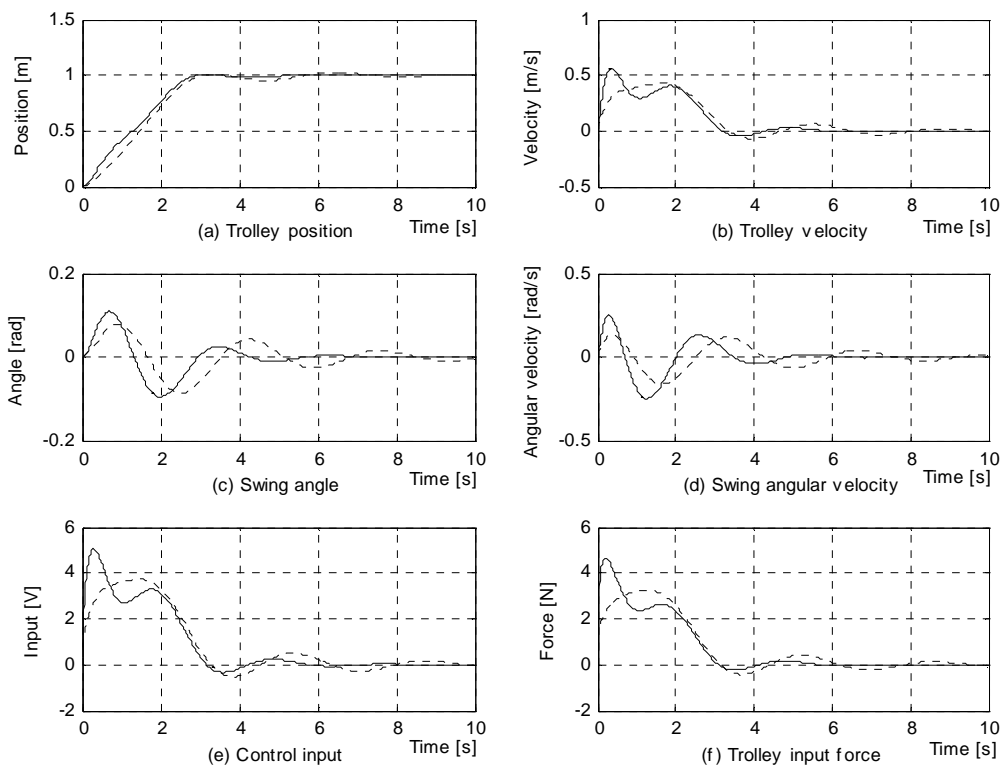 1.5
1
0.5
0
Position [m]
0 2 4 6 8 10
Time [s]
(a) Trolley position
1
0.5
0
-0.5
Velocity [m/s]
0 2 4 6 8 10
Time [s]
(b) Trolley velocity
0.2
0
-0.2
Angle [rad]
0 2 4 6 8 10
Time [s]
(c) Swing angle
0.5
0
-0.5
Angular velocity [rad/s]
0 2 4 6 8 10
Time [s]
(d) Swing angular velocity
6
4
2
0
-2
Input [V]
0 2 4 6 8 10
Time [s]
(e) Control input
6
4
2
0
-2
Force [N]
0 2 4 6 8 10
Time [s]
(f) Trolley input force